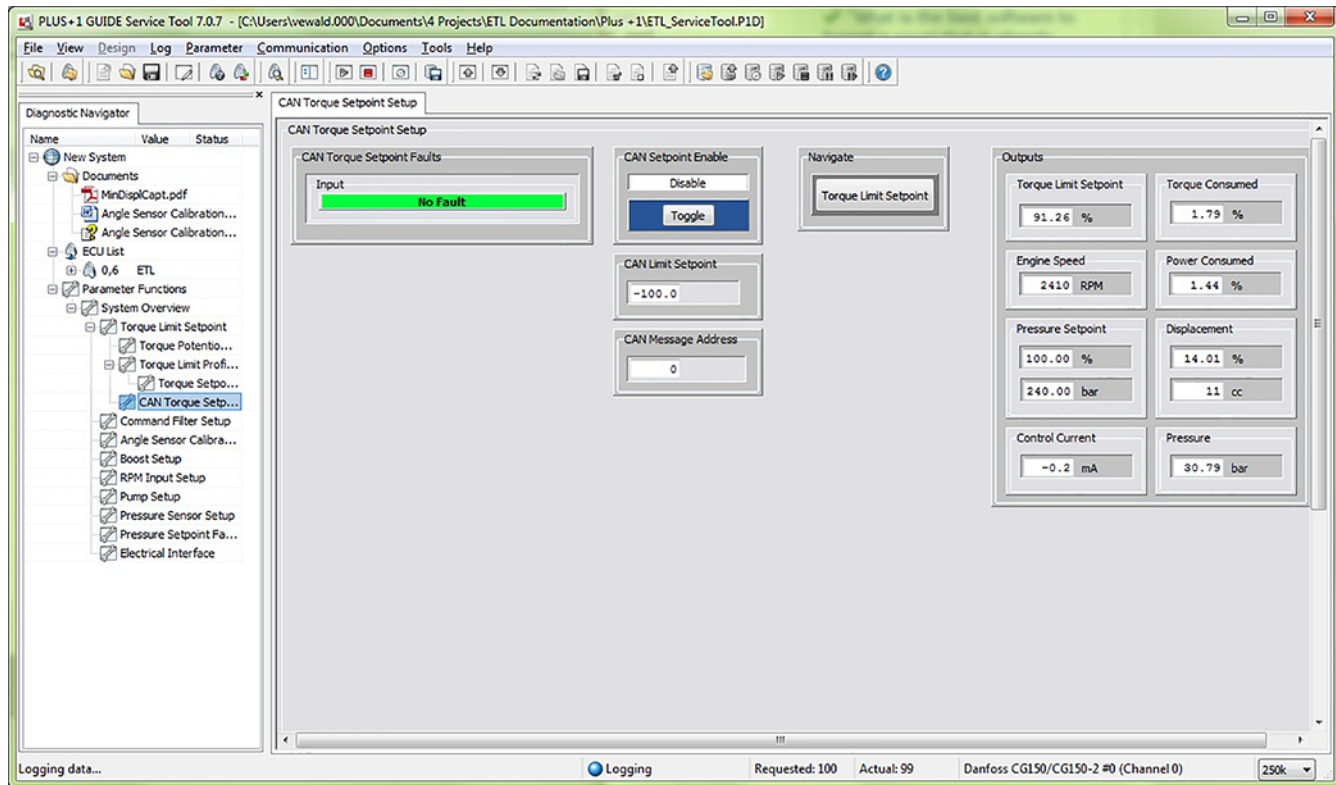 PLUS+1 GUIDE Service Tool 7.0.7 - [C:\Users\vewald.000\Documents\4 Projects\ETL Documentation\Plus +1\ETL_ServiceTool.P1D]
File View Design Log Parameter Communication Options Tools Help
Diagnostic Navigator
Name Value Status
New System
Documents
MinDisplCapt.pdf
Angle Sensor Calibration...
Angle Sensor Calibration...
ECU List
0,6 ETL
Parameter Functions
System Overview
Torque Limit Setpoint
Torque Potentio...
Torque Limit Profi...
Torque Setpo...
CAN Torque Setp...
Command Filter Setup
Angle Sensor Calibra...
Boost Setup
RPM Input Setup
Pump Setup
Pressure Sensor Setup
Pressure Setpoint Fa...
Electrical Interface
CAN Torque Setpoint Setup
CAN Torque Setpoint Setup
CAN Torque Setpoint Faults
Input
No Fault
CAN Setpoint Enable
Disable
Toggle
CAN Limit Setpoint
-100.0
CAN Message Address
0
Navigate
Torque Limit Setpoint
Outputs
Torque Limit Setpoint
91.26 %
Torque Consumed
1.79 %
Engine Speed
2410 RPM
Power Consumed
1.44 %
Pressure Setpoint
100.00 %
240.00 bar
Displacement
14.01 %
11 cc
Control Current
-0.2 mA
Pressure
30.79 bar
Logging data...
Logging
Requested: 100
Actual: 99
Danfoss CG150/CG150-2 #0 (Channel 0)
250k